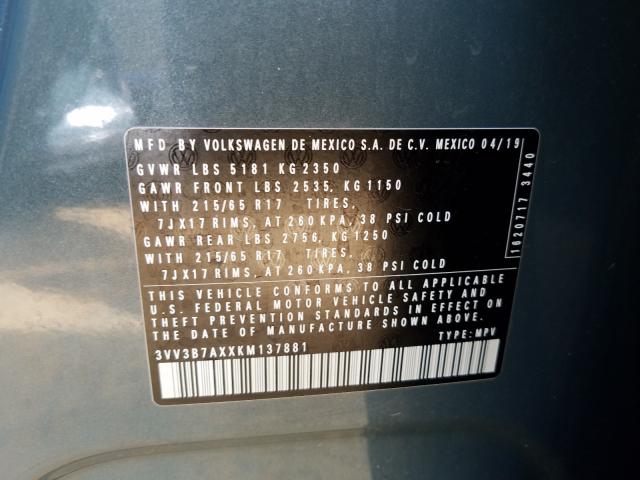 MFD BY VOLKSWAGEN DE MEXICO S.A. DE C.V. MEXICO 04/19
GVWR LBS 5181 KG 2350
GAWR FRONT LBS 2535, KG 1150
WITH 215/65 R17 TIRES,
7JX17 RIMS, AT 260 KPA, 38 PSI COLD
GAWR REAR LBS 2756, KG 1250
WITH 215/65 R17 TIRES,
7JX17 RIMS, AT 260 KPA, 38 PSI COLD
THIS VEHICLE CONFORMS TO ALL APPLICABLE
U.S. FEDERAL MOTOR VEHICLE SAFETY AND
THEFT PREVENTION STANDARDS IN EFFECT ON
THE DATE OF MANUFACTURE SHOWN ABOVE.
3VV3B7AXXKM137881 TYPE: MPV
1620717 3440